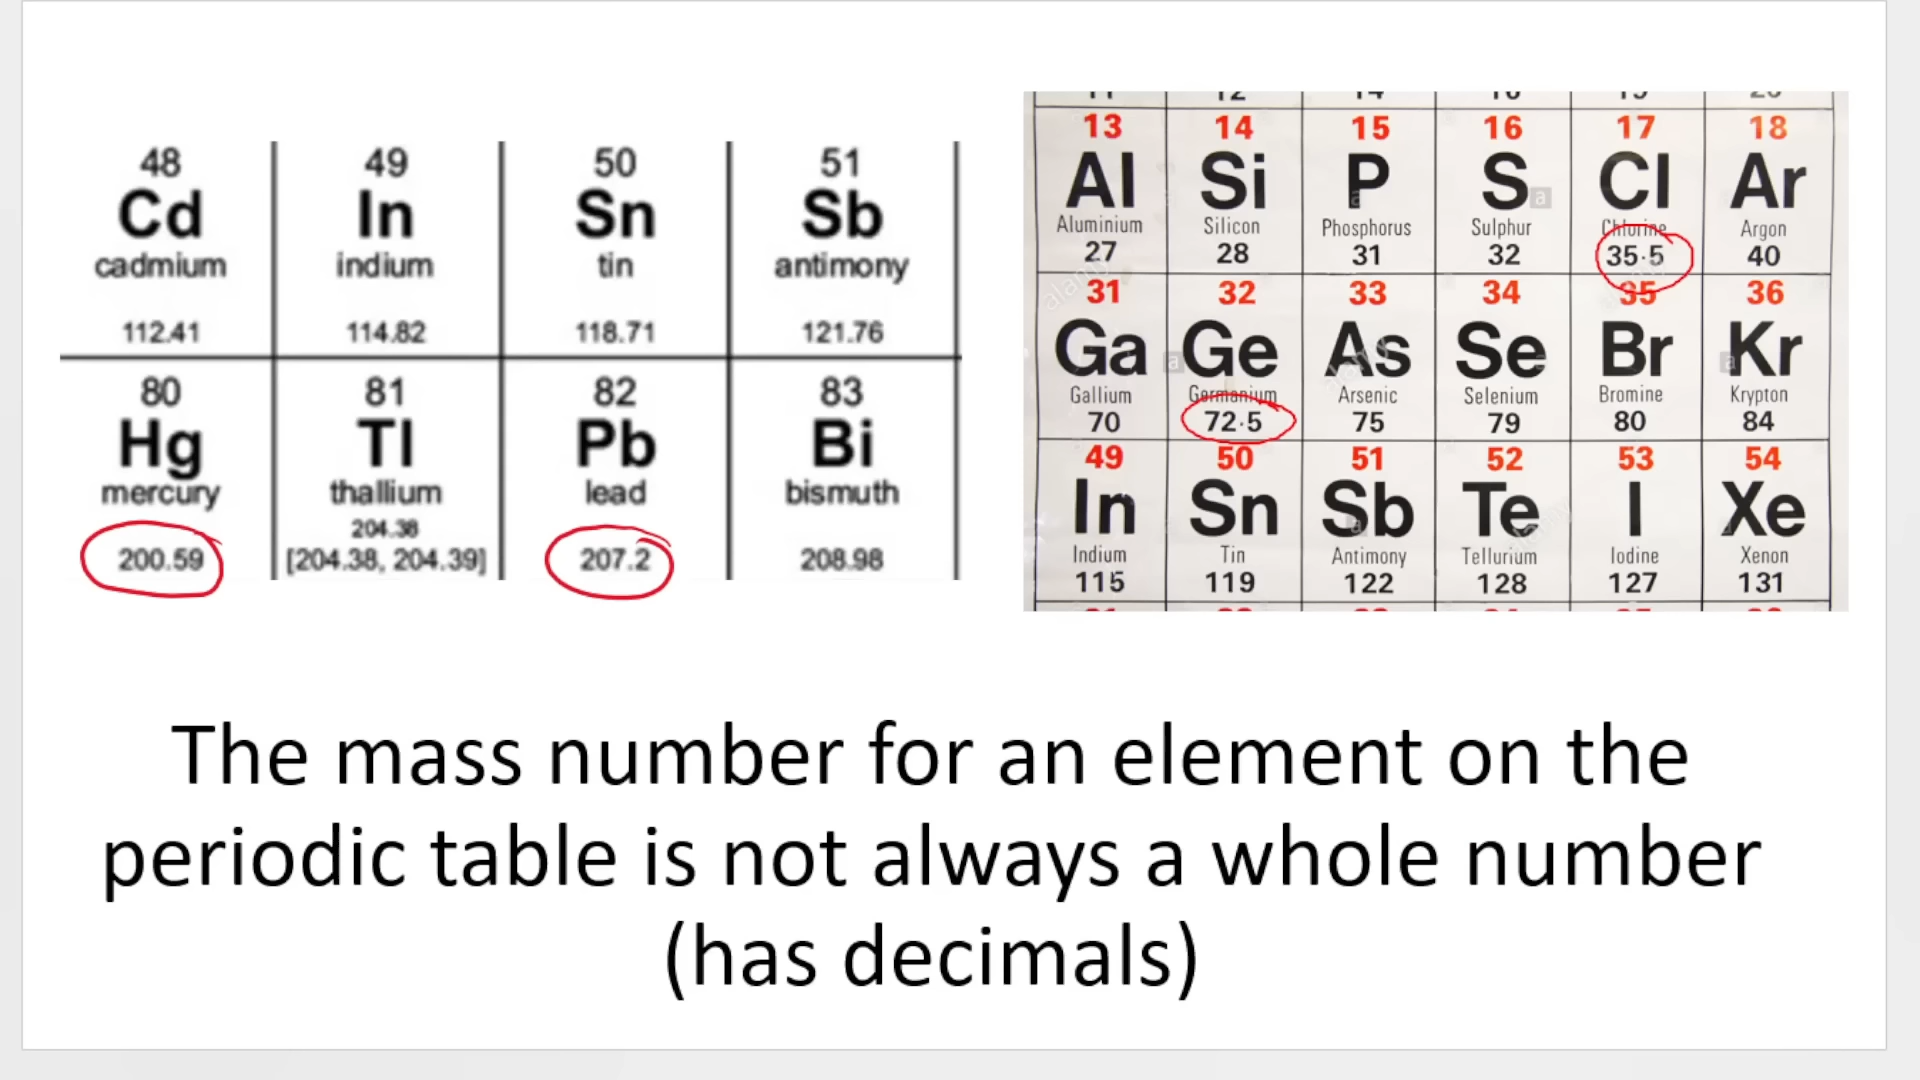 48 49 50 51
Cd In Sn Sb
cadmium indium tin antimony
112.41 114.82 118.71 121.76
80 81 82 83
Hg Tl Pb Bi
mercury thallium lead bismuth
204.38
200.59 [204.38, 204.39] 207.2 208.98
13 14 15 16 17 18
Al Si P S Cl Ar
Aluminium Silicon Phosphorus Sulphur Chlorine Argon
27 28 31 32 35·5 40
31 32 33 34 35 36
Ga Ge As Se Br Kr
Gallium Germanium Arsenic Selenium Bromine Krypton
70 72·5 75 79 80 84
49 50 51 52 53 54
In Sn Sb Te I Xe
Indium Tin Antimony Tellurium Iodine Xenon
115 119 122 128 127 131
The mass number for an element on the
periodic table is not always a whole number
(has decimals)